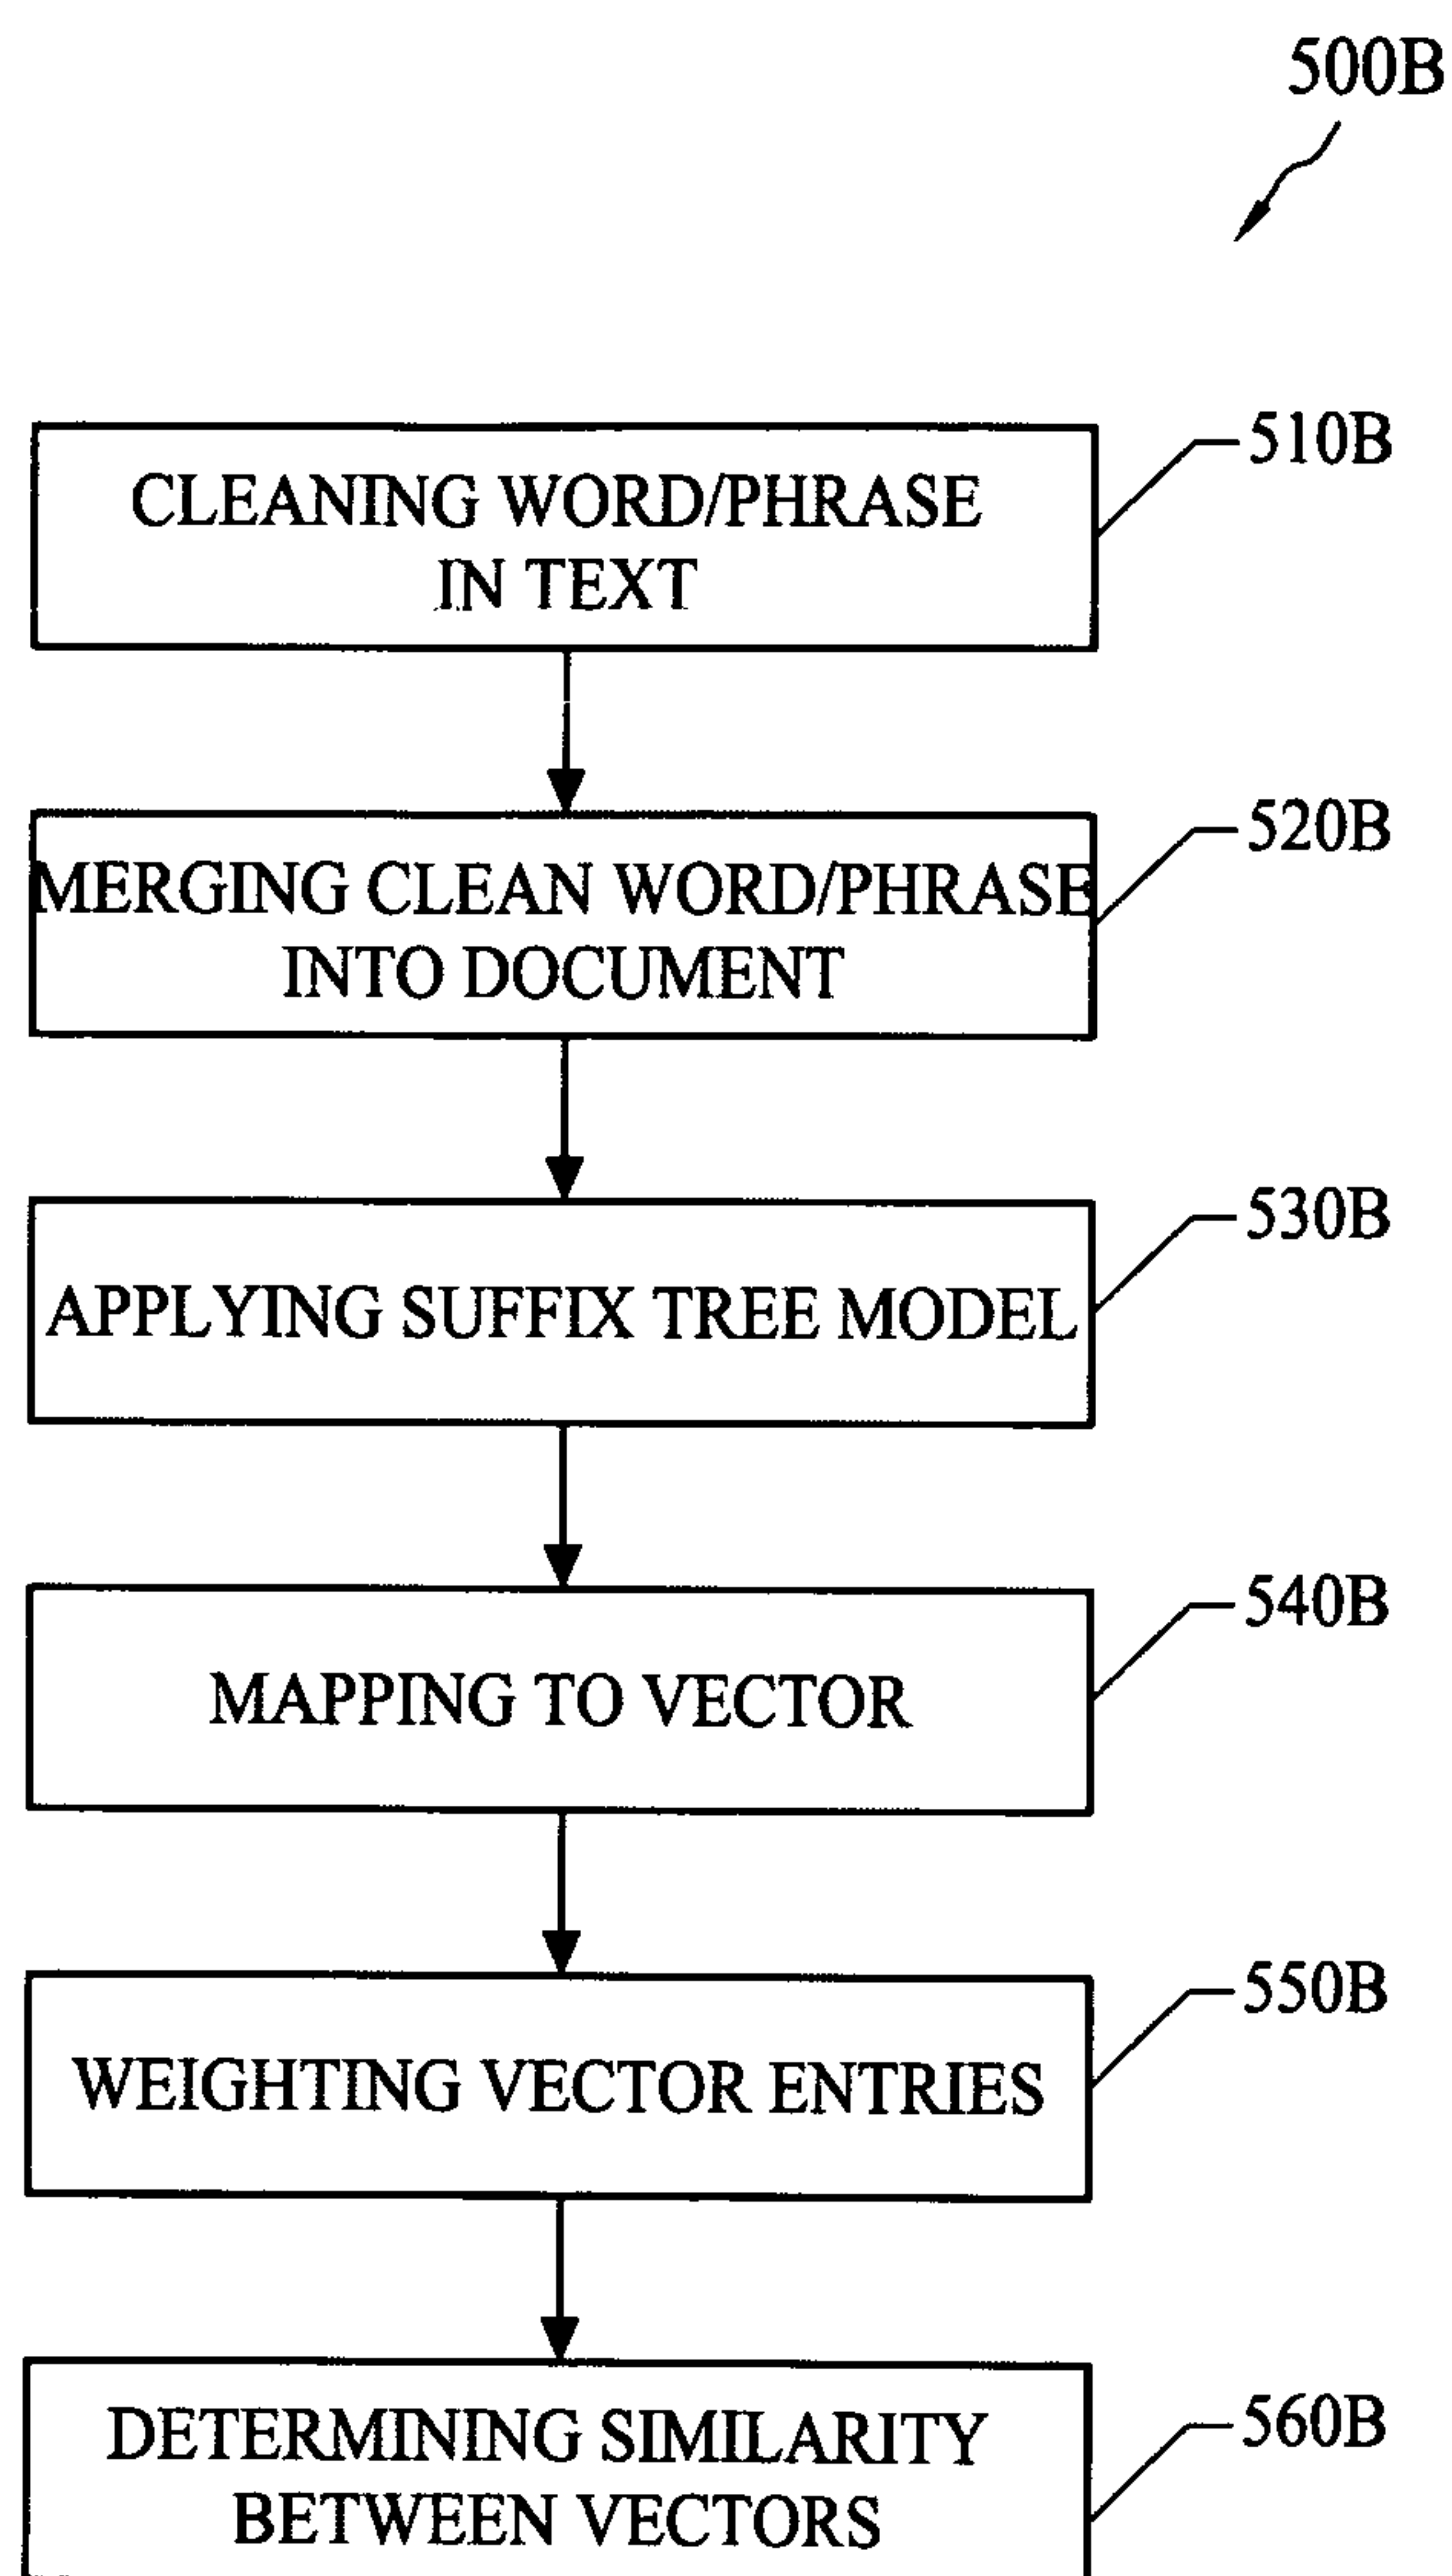 500B
CLEANING WORD/PHRASE
IN TEXT
510B
MERGING CLEAN WORD/PHRASE
INTO DOCUMENT
520B
APPLYING SUFFIX TREE MODEL
530B
MAPPING TO VECTOR
540B
WEIGHTING VECTOR ENTRIES
550B
DETERMINING SIMILARITY
BETWEEN VECTORS
560B